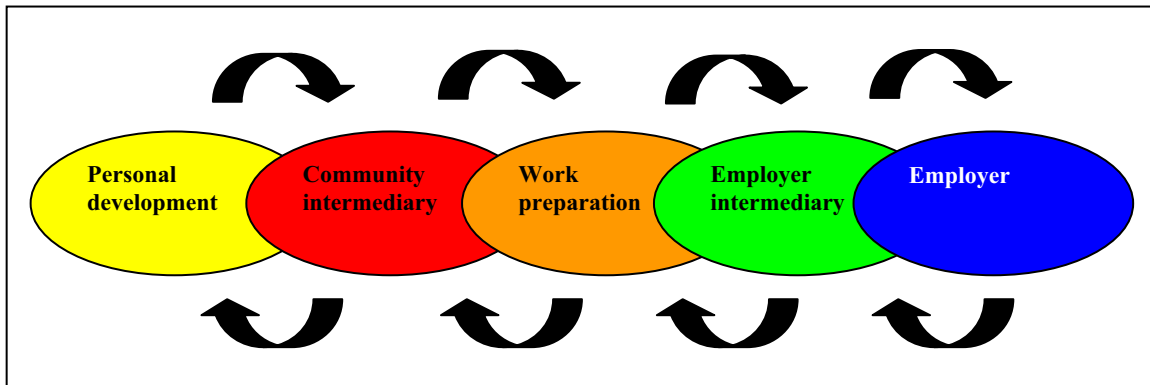 Personal
development
Community
intermediary
Work
preparation
Employer
intermediary
Employer